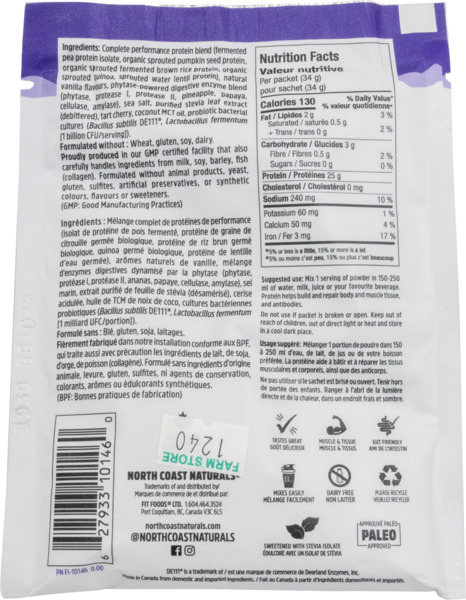 Ingredients: Complete performance protein blend (fermented
pea protein isolate, organic sprouted pumpkin seed protein,
organic sprouted fermented brown rice protein, organic
sprouted quinoa, sprouted water lentil protein), natural
vanilla flavours, phytase-powered digestive enzyme blend
(phytase, protease I, protease II, pineapple, papaya,
cellulase, amylase), sea salt, purified stevia leaf extract
(debittered), tart cherry, coconut MCT oil, probiotic bacterial
cultures (Bacillus subtilis DE111®, Lactobacillus fermentum
[1 billion CFU/serving]).
Formulated without: Wheat, gluten, soy, dairy.
Proudly produced in our GMP certified facility that also
carefully handles ingredients from milk, soy, barley, fish
(collagen). Formulated without animal products, yeast,
gluten, sulfites, artificial preservatives, or synthetic
colours, flavours or sweeteners.
(GMP: Good Manufacturing Practices)
Ingrédients : Mélange complet de protéines de performance
(isolat de protéine de pois fermenté, protéine de graine de
citrouille germée biologique, protéine de riz brun germé
biologique, quinoa germé biologique, protéine de lentille
d'eau germée), arômes naturels de vanille, mélange
d'enzymes digestives dynamisé par la phytase (phytase,
protéase I, protéase II, ananas, papaye, cellulase, amylase), sel
marin, extrait purifié de feuille de stévia (désamérisé), cerise
acidulée, huile de TCM de noix de coco, cultures bactériennes
probiotiques (Bacillus subtilis DE111®, Lactobacillus fermentum
[1 milliard UFC/portion]).
Formulé sans : Blé, gluten, soja, laitages.
Fièrement fabriqué dans notre installation conforme aux BPF,
qui traite aussi avec précaution les ingrédients de lait, de soja,
d'orge, de poisson (collagène). Formulé sans ingrédients d'origine
animale, levure, gluten, sulfites, ni agents de conservation,
colorants, arômes ou édulcorants synthétiques.
(BPF: Bonnes pratiques de fabrication)
Nutrition Facts
Valeur nutritive
Per packet (34 g)
pour sachet (34 g)
Calories 130
% Daily Value*
% valeur quotidienne*
Fat / Lipides 2 g 3 %
Saturated / saturés 0.5 g
+ Trans / trans 0 g 2 %
Carbohydrate / Glucides 3 g
Fibre / Fibres 0.5 g 2 %
Sugars / Sucres 0 g 0 %
Protein / Protéines 25 g
Cholesterol / Cholestérol 0 mg
Sodium 240 mg 10 %
Potassium 60 mg 1 %
Calcium 50 mg 4 %
Iron / Fer 3 mg 17 %
*5% or less is a little, 15% or more is a lot
*5% ou moins c'est peu, 15% ou plus c'est beaucoup
Suggested use: Mix 1 serving of powder in 150-250
ml of water, milk, juice or your favourite beverage.
Protein helps build and repair body and muscle tissue,
and antibodies.
Do not use if packet is broken or open. Keep out of
reach of children, out of direct light or heat and store
in a cool dark place.
Usage suggéré: Mélanger 1 portion de poudre dans 150
à 250 ml d'eau, de lait, de jus ou de votre boisson
préférée. La protéine aide à bâtir et à réparer les tissus
musculaires et corporels, ainsi que des anticorps.
Ne pas utiliser si le sachet est brisé ou ouvert. Tenir hors
de portée des enfants. Ranger à l'abri de la lumière
directe et de la chaleur, dans un endroit frais et sombre.
TASTES GREAT
GOÛT DÉLICIEUX
MUSCLE & TISSUE
MUSCLE & TISSUS
GUT FRIENDLY
AMI DE L'INTESTIN
MIXES EASILY
MÉLANGE FACILEMENT
DAIRY FREE
NON LAITIER
PLEASE RECYCLE
VEUILLEZ RECYCLER
SWEETENED WITH STEVIA ISOLATE
ÉDULCORÉ AVEC UN ISOLAT DE STÉVIA
APPROUVÉ PALÉO
PALEO
APPROVED
FARM STORE
1240
NORTH COAST NATURALS
Trademarks of and distributed by/
Marques de commerce de et distribué par:
FIT FOODS® LTD. 1.604.464.3524
Port Coquitlam, BC, Canada V3C 6L5
northcoastnaturals.com
@NORTHCOASTNATURALS
6 27933 10146 0
PN FI-10146 0.00
DE111® is a trademark of / est une marque de commerce de Deerland Enzymes, Inc.
Made in Canada from domestic and imported ingredients. / Fait au Canada à partir d'ingrédients domestiques et importés.